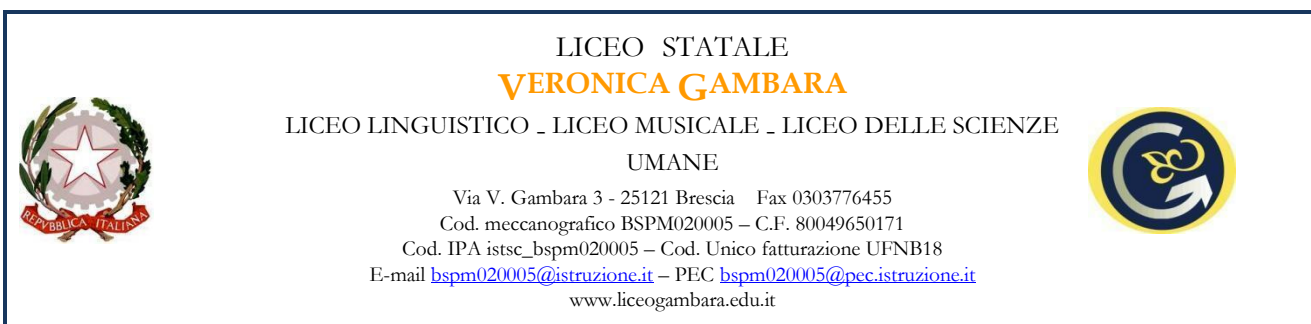 LICEO STATALE
VERONICA GAMBARA
LICEO LINGUISTICO - LICEO MUSICALE - LICEO DELLE SCIENZE
UMANE
Via V. Gambara 3 - 25121 Brescia Fax 0303776455
Cod. meccanografico BSPM020005 – C.F. 80049650171
Cod. IPA istsc_bspm020005 – Cod. Unico fatturazione UFNB18
E-mail bspm020005@istruzione.it – PEC bspm020005@pec.istruzione.it
www.liceogambara.edu.it
REPVBBLICA ITALIANA